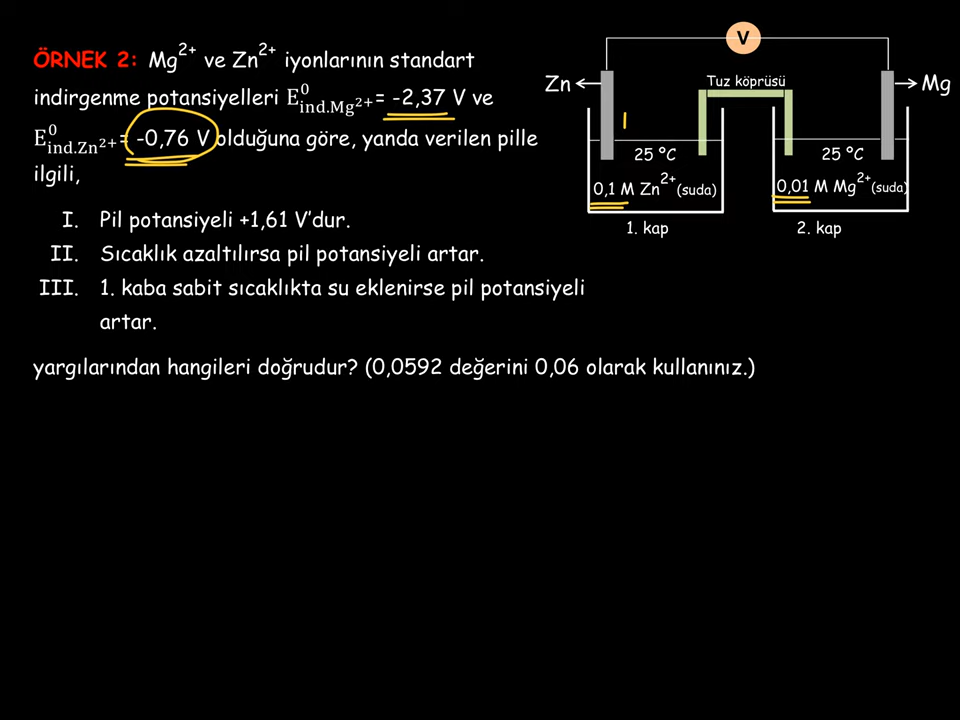 ÖRNEK 2: Mg2+ ve Zn2+ iyonlarının standart
indirgenme potansiyelleri E0ind.Mg2+= -2,37 V ve
E0ind.Zn2+= -0,76 V olduğuna göre, yanda verilen pille
ilgili,
I. Pil potansiyeli +1,61 V'dur.
II. Sıcaklık azaltılırsa pil potansiyeli artar.
III. 1. kaba sabit sıcaklıkta su eklenirse pil potansiyeli
artar.
yargılarından hangileri doğrudur? (0,0592 değerini 0,06 olarak kullanınız.)
V
Zn
Tuz köprüsü
Mg
25 ºC
25 ºC
0,1 M Zn2+(suda)
0,01 M Mg2+(suda)
1. kap
2. kap